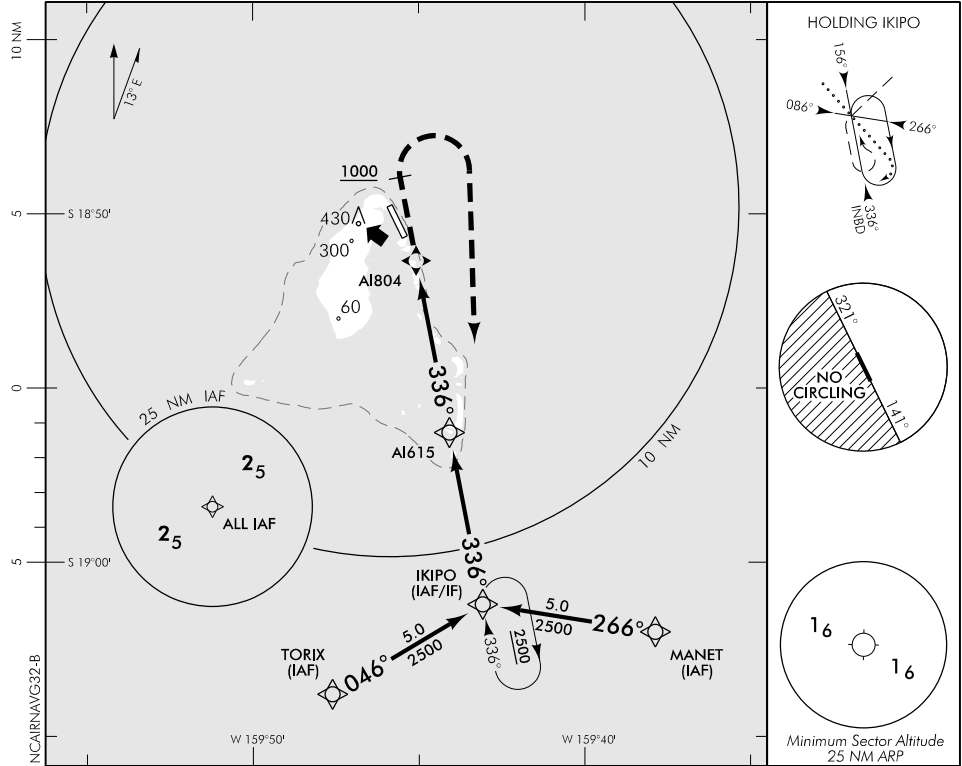 10 NM
13° E
1000
5
S 18°50'
430
300
AI804
60
336°
0
25 NM IAF
AI615
10 NM
2₅
ALL IAF
2₅
336°
5
S 19°00'
IKIPO
(IAF/IF)
5.0
2500
5.0
2500
266°
336°
2500
TORIX
(IAF)
046°
MANET
(IAF)
W 159°50'
W 159°40'
NCAIRNAVG32-B
HOLDING IKIPO
156°
086°
266°
336°
INBD
321°
NO
CIRCLING
141°
1₆
1₆
Minimum Sector Altitude
25 NM ARP